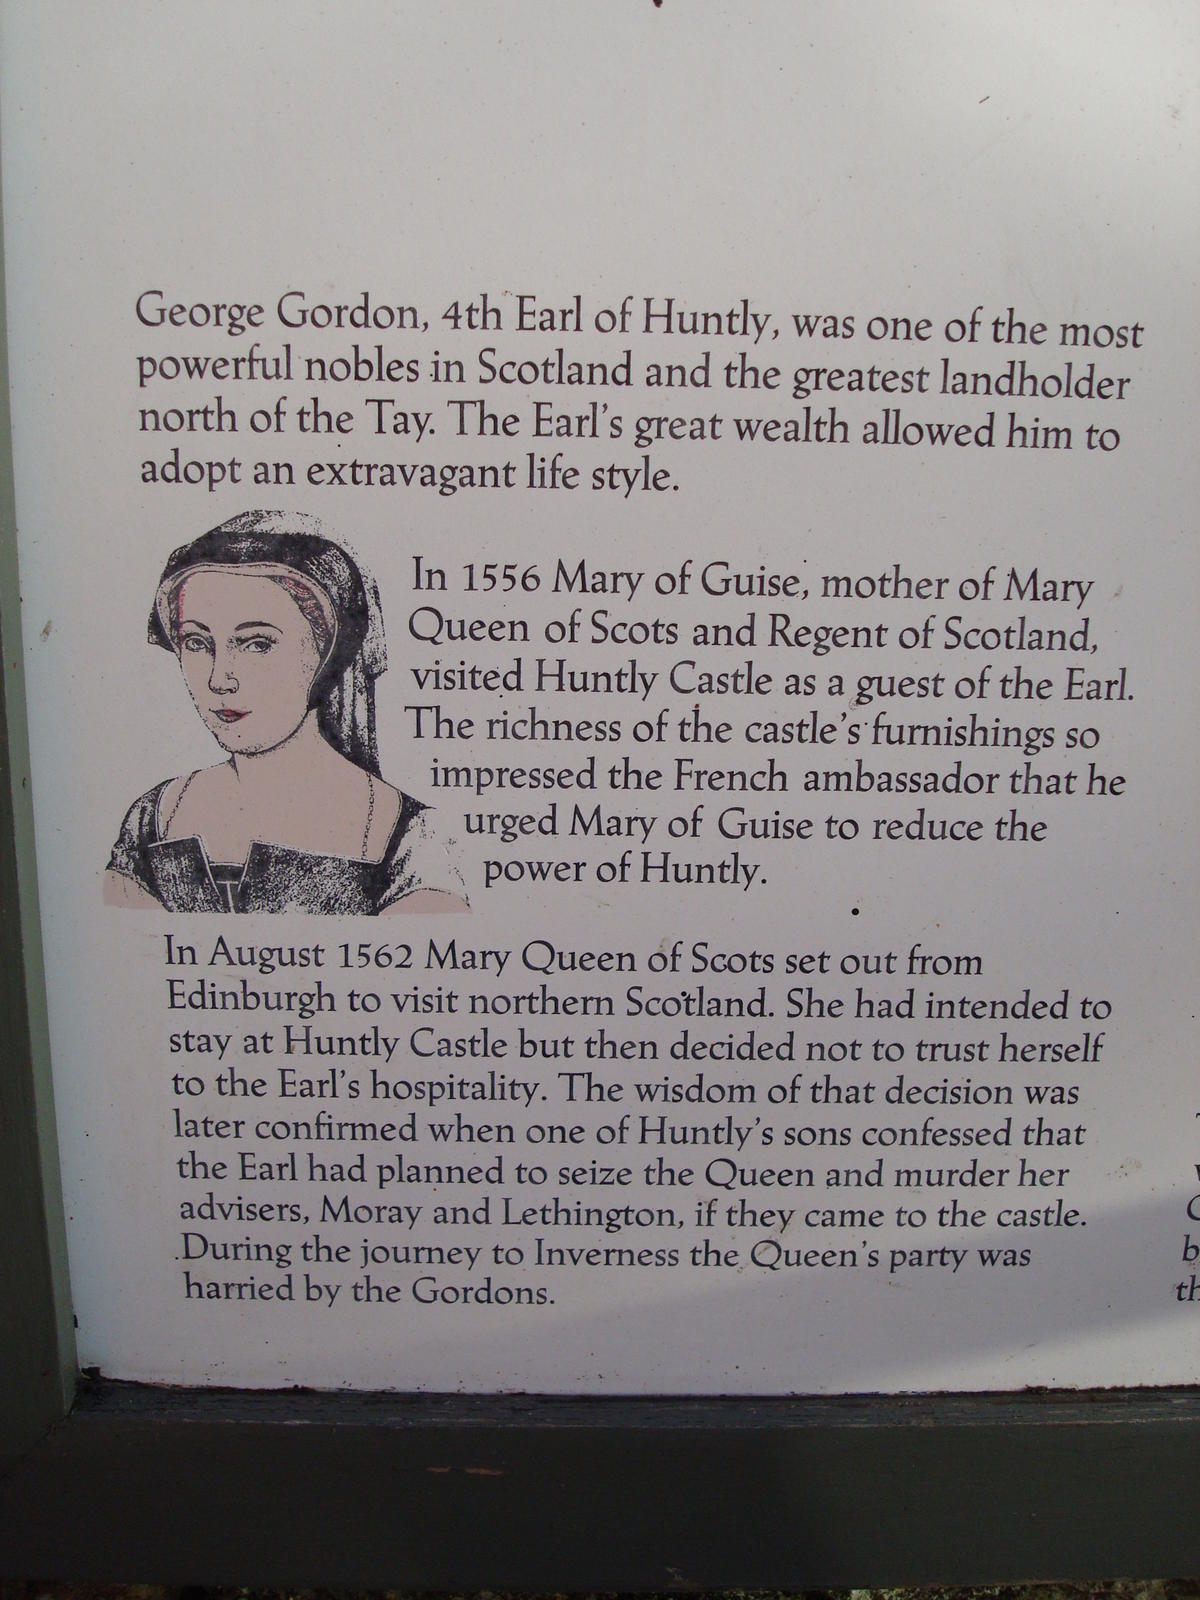 George Gordon, 4th Earl of Huntly, was one of the most
powerful nobles in Scotland and the greatest landholder
north of the Tay. The Earl's great wealth allowed him to
adopt an extravagant life style.
In 1556 Mary of Guise, mother of Mary
Queen of Scots and Regent of Scotland,
visited Huntly Castle as a guest of the Earl.
The richness of the castle's furnishings so
impressed the French ambassador that he
urged Mary of Guise to reduce the
power of Huntly.
In August 1562 Mary Queen of Scots set out from
Edinburgh to visit northern Scotland. She had intended to
stay at Huntly Castle but then decided not to trust herself
to the Earl's hospitality. The wisdom of that decision was
later confirmed when one of Huntly's sons confessed that
the Earl had planned to seize the Queen and murder her
advisers, Moray and Lethington, if they came to the castle.
During the journey to Inverness the Queen's party was
harried by the Gordons.